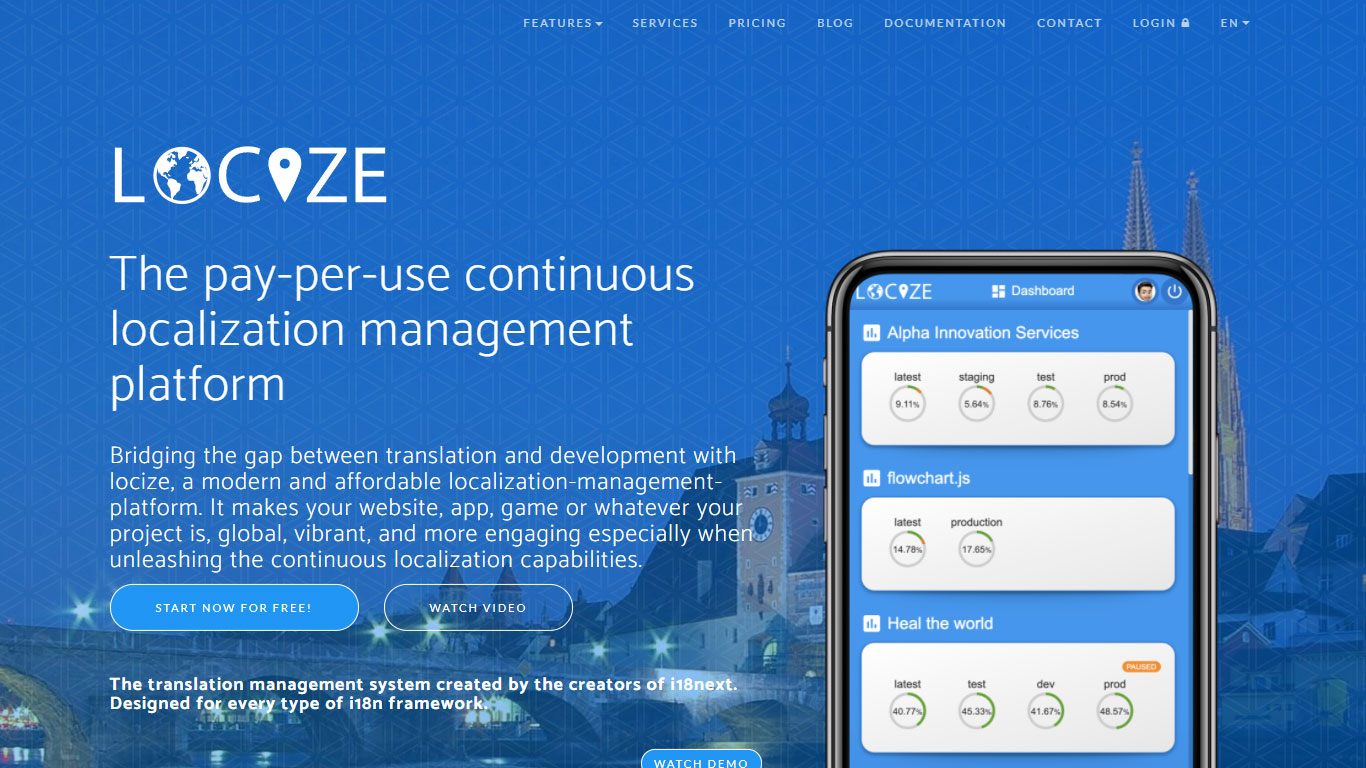 FEATURES SERVICES PRICING BLOG DOCUMENTATION CONTACT LOGIN EN
LOCIZE
The pay-per-use continuous
localization management
platform
Bridging the gap between translation and development with
locize, a modern and affordable localization-management-
platform. It makes your website, app, game or whatever your
project is, global, vibrant, and more engaging especially when
unleashing the continuous localization capabilities.
START NOW FOR FREE! WATCH VIDEO
The translation management system created by the creators of i18next.
Designed for every type of i18n framework.
WATCH DEMO
LOCIZE Dashboard
Alpha Innovation Services
latest staging test prod
9.11% 5.64% 8.76% 8.54%
flowchart.js
latest production
14.78% 17.65%
Heal the world
PAUSED
latest test dev prod
40.77% 45.33% 41.67% 48.57%